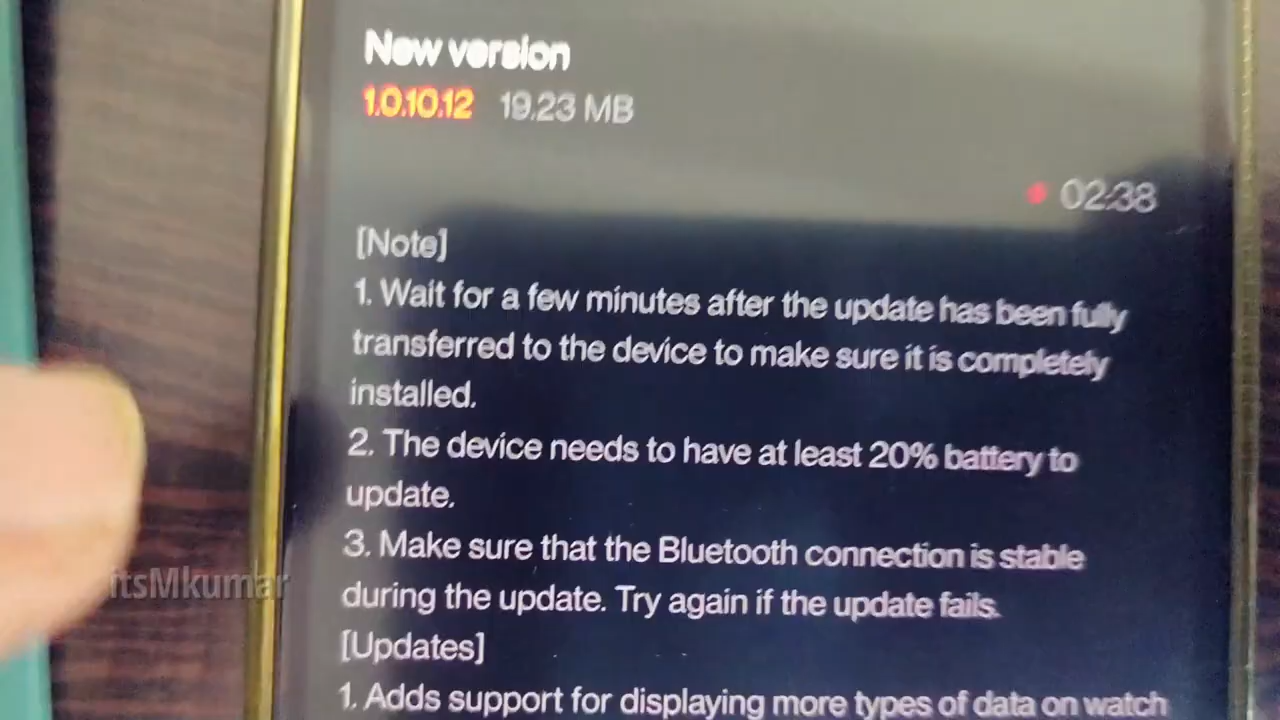 New version
1.0.10.12 19.23 MB
02:38
[Note]
1. Wait for a few minutes after the update has been fully
transferred to the device to make sure it is completely
installed.
2. The device needs to have at least 20% battery to
update.
3. Make sure that the Bluetooth connection is stable
during the update. Try again if the update fails.
itsMkumar
[Updates]
1. Adds support for displaying more types of data on watch